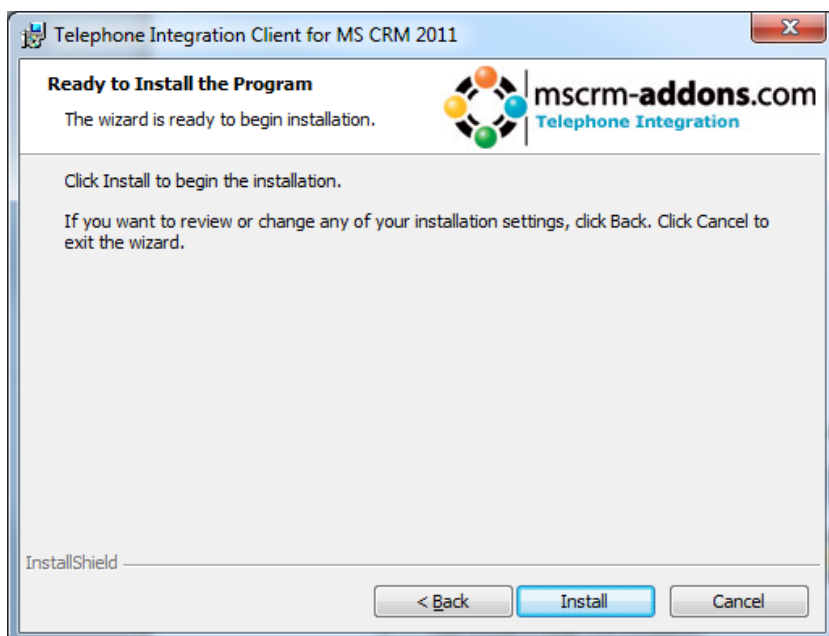 Telephone Integration Client for MS CRM 2011
Ready to Install the Program
The wizard is ready to begin installation.
mscrm-addons.com
Telephone Integration
Click Install to begin the installation.
If you want to review or change any of your installation settings, click Back. Click Cancel to
exit the wizard.
InstallShield
< Back
Install
Cancel